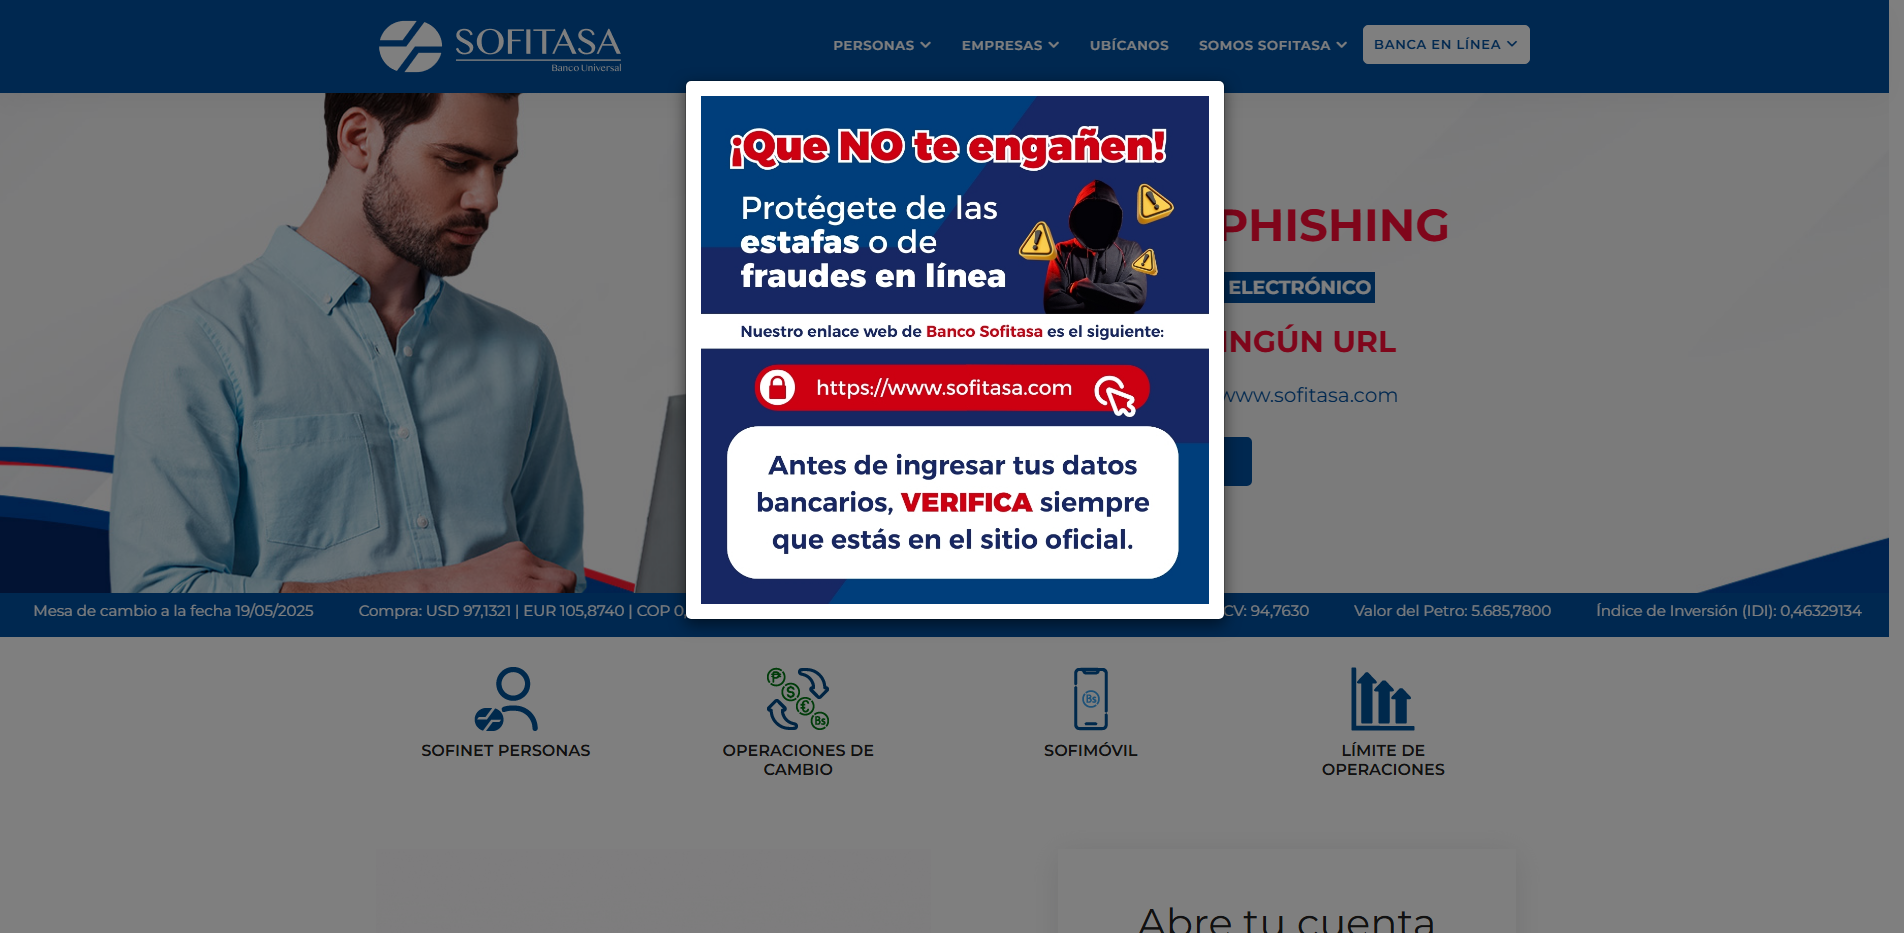 SOFITASA
Banco Universal
PERSONAS
EMPRESAS
UBÍCANOS
SOMOS SOFITASA
BANCA EN LÍNEA
¡Que NO te engañen!
Protégete de las
estafas o de
fraudes en línea
Nuestro enlace web de Banco Sofitasa es el siguiente:
https://www.sofitasa.com
Antes de ingresar tus datos
bancarios, VERIFICA siempre
que estás en el sitio oficial.
PHISHING
ELECTRÓNICO
URL
www.sofitasa.com
Mesa de cambio a la fecha 19/05/2025
Compra: USD 97,1321 | EUR 105,8740 | COP 0,
94,7630
Valor del Petro: 5.685,7800
Índice de Inversión (IDI): 0,46329134
SOFINET PERSONAS
OPERACIONES DE
CAMBIO
Bs
SOFIMÓVIL
LÍMITE DE
OPERACIONES
Abre tu cuenta